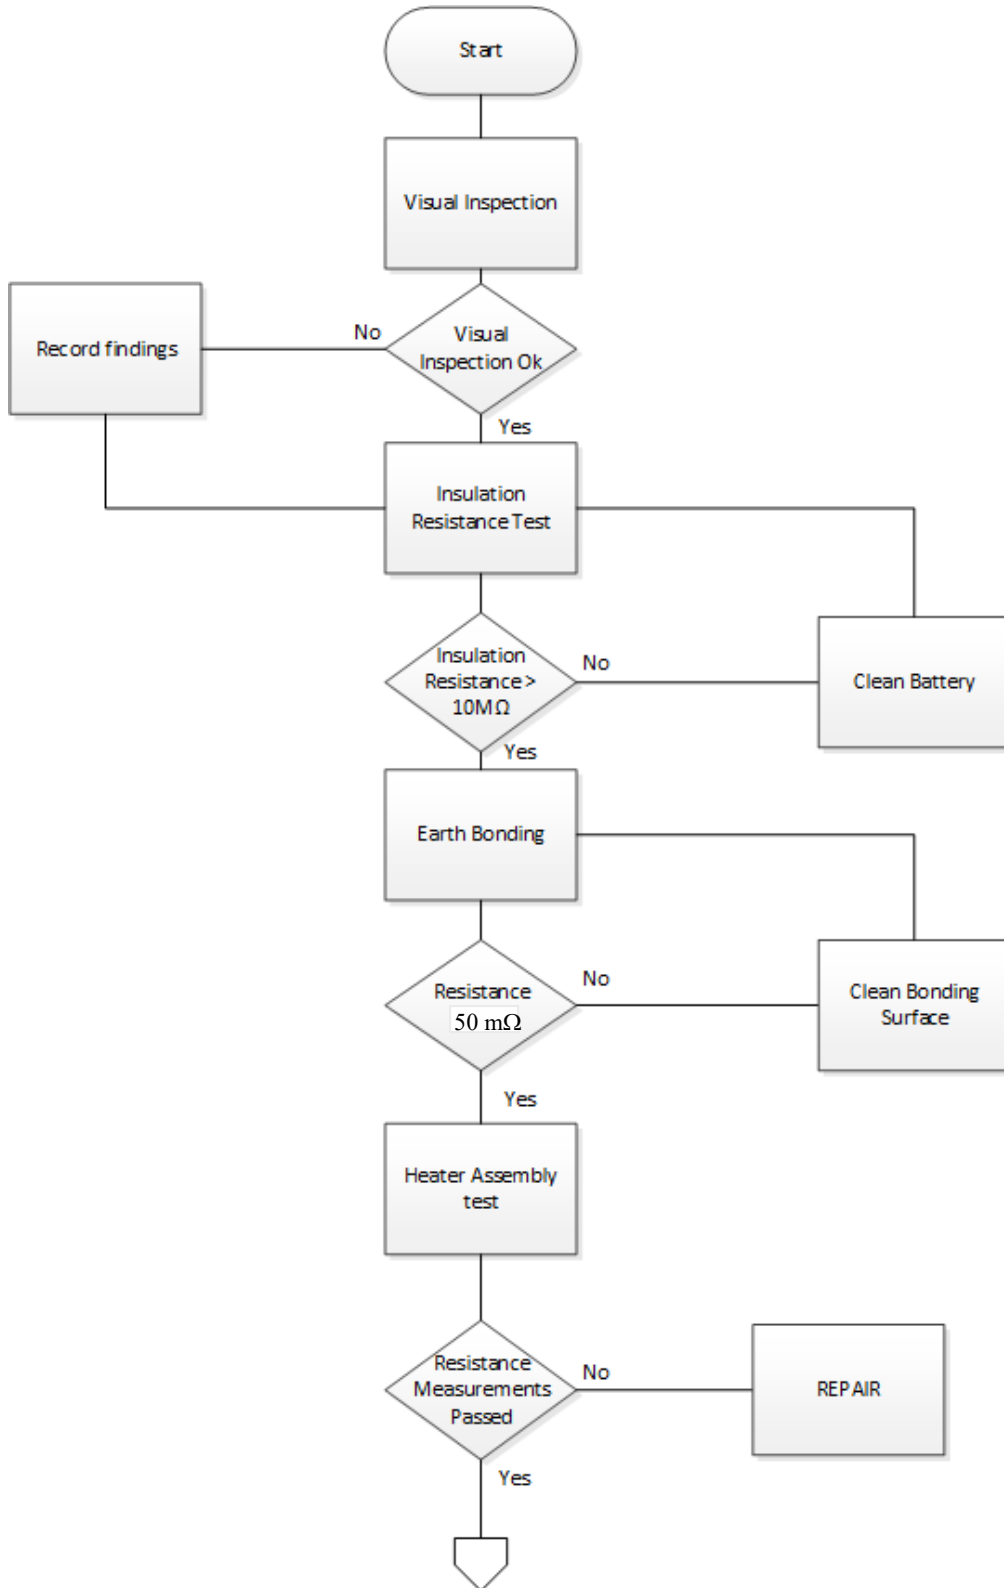 Start
Visual Inspection
Record findings
No
Visual
Inspection Ok
Yes
Insulation
Resistance Test
Insulation
Resistance >
10MΩ
No
Clean Battery
Yes
Earth Bonding
Resistance
50 mΩ
No
Clean Bonding
Surface
Yes
Heater Assembly
test
Resistance
Measurements
Passed
No
REPAIR
Yes